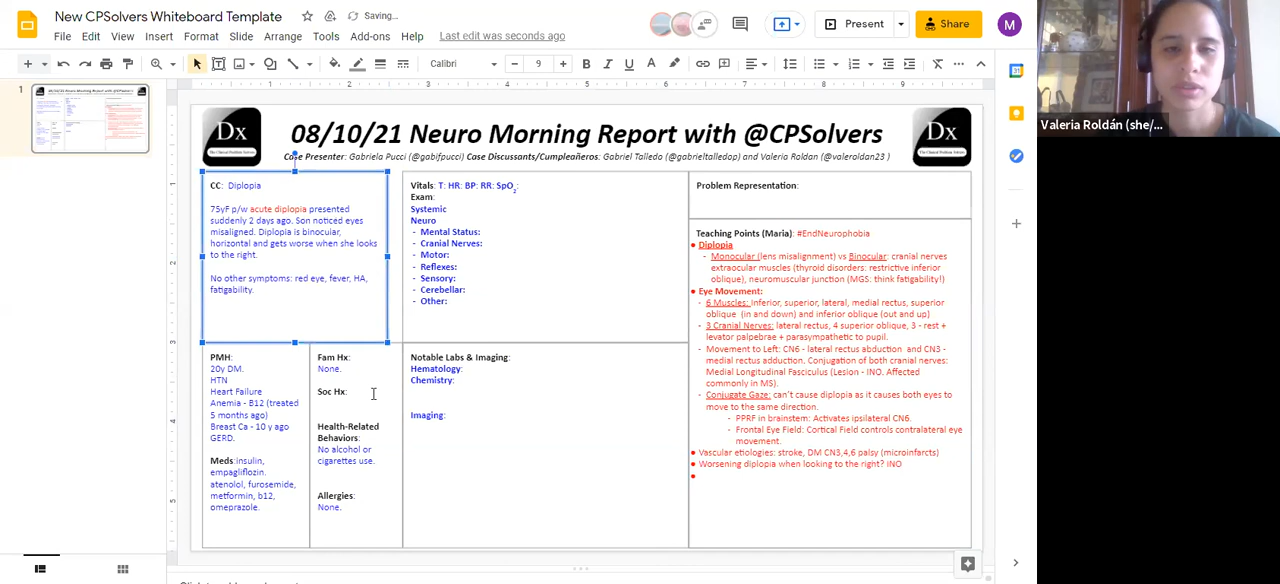 New CPSolvers Whiteboard Template
Saving...
File Edit View Insert Format Slide Arrange Tools Add-ons Help Last edit was seconds ago
Present
Share
M
Calibri
9
B I U A
1
1 2 3 4 5
1 2 3 4 5
Dx
08/10/21 Neuro Morning Report with @CPSolvers
Case Presenter: Gabriela Pucci (@gabifpucci) Case Discussants/Cumpleañeros: Gabriel Talledo (@gabrieltalledop) and Valeria Roldan (@valeroldan23 )
Dx
CC: Diplopia
75yF p/w acute diplopia presented
suddenly 2 days ago. Son noticed eyes
misaligned. Diplopia is binocular,
horizontal and gets worse when she looks
to the right.
No other symptoms: red eye, fever, HA,
fatigability.
Vitals: T: HR: BP: RR: SpO2:
Exam:
Systemic
Neuro
- Mental Status:
- Cranial Nerves:
- Motor:
- Reflexes:
- Sensory:
- Cerebellar:
- Other:
Problem Representation:
Teaching Points (Maria): #EndNeurophobia
● Diplopia
- Monocular (lens misalignment) vs Binocular: cranial nerves
extraocular muscles (thyroid disorders: restrictive inferior
oblique), neuromuscular junction (MGS: think fatigability!)
● Eye Movement:
- 6 Muscles: Inferior, superior, lateral, medial rectus, superior
oblique (in and down) and inferior oblique (out and up)
- 3 Cranial Nerves: lateral rectus, 4 superior oblique, 3 - rest +
levator palpebrae + parasympathetic to pupil.
- Movement to Left: CN6 - lateral rectus abduction and CN3 -
medial rectus adduction. Conjugation of both cranial nerves:
Medial Longitudinal Fasciculus (Lesion - INO. Affected
commonly in MS).
- Conjugate Gaze: can't cause diplopia as it causes both eyes to
move to the same direction.
- PPRF in brainstem: Activates ipsilateral CN6.
- Frontal Eye Field: Cortical Field controls contralateral eye
movement.
● Vascular etiologies: stroke, DM CN3,4,6 palsy (microinfarcts)
● Worsening diplopia when looking to the right? INO
●
PMH:
20y DM.
HTN
Heart Failure
Anemia - B12 (treated
5 months ago)
Breast Ca - 10 y ago
GERD.
Meds:Insulin,
empagliflozin.
atenolol, furosemide,
metformin, b12,
omeprazole.
Fam Hx:
None.
Soc Hx:
Health-Related
Behaviors:
No alcohol or
cigarettes use.
Allergies:
None.
Notable Labs & Imaging:
Hematology:
Chemistry:
Imaging:
Valeria Roldán (she/...